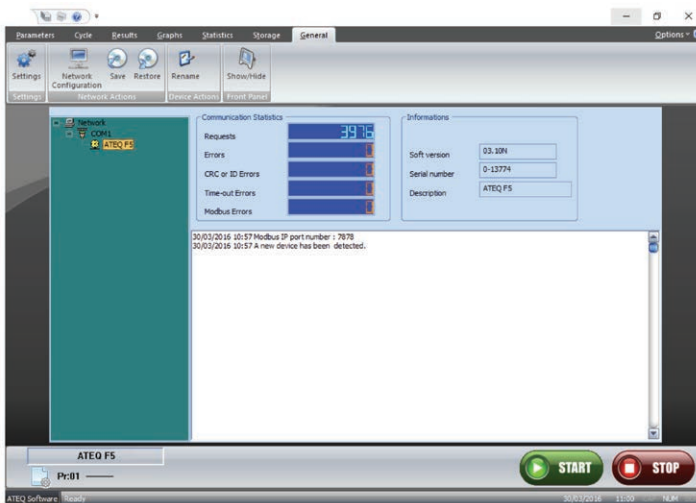 Parameters Cycle Results Graphs Statistics Storage General Options
Settings Network Configuration Save Restore Rename Show/Hide
Settings Network Actions Device Actions Front Panel
Network
COM1
ATEQ F5
Communication Statistics
Requests 3976
Errors 0
CRC or ID Errors 0
Time-out Errors 0
Modbus Errors 0
Informations
Soft version 03.10N
Serial number 0-13774
Description ATEQ F5
30/03/2016 10:57 Modbus IP port number : 7878
30/03/2016 10:57 A new device has been detected.
ATEQ F5
Pr:01
START STOP
ATEQ Software Ready 30/03/2016 11:00 NUM